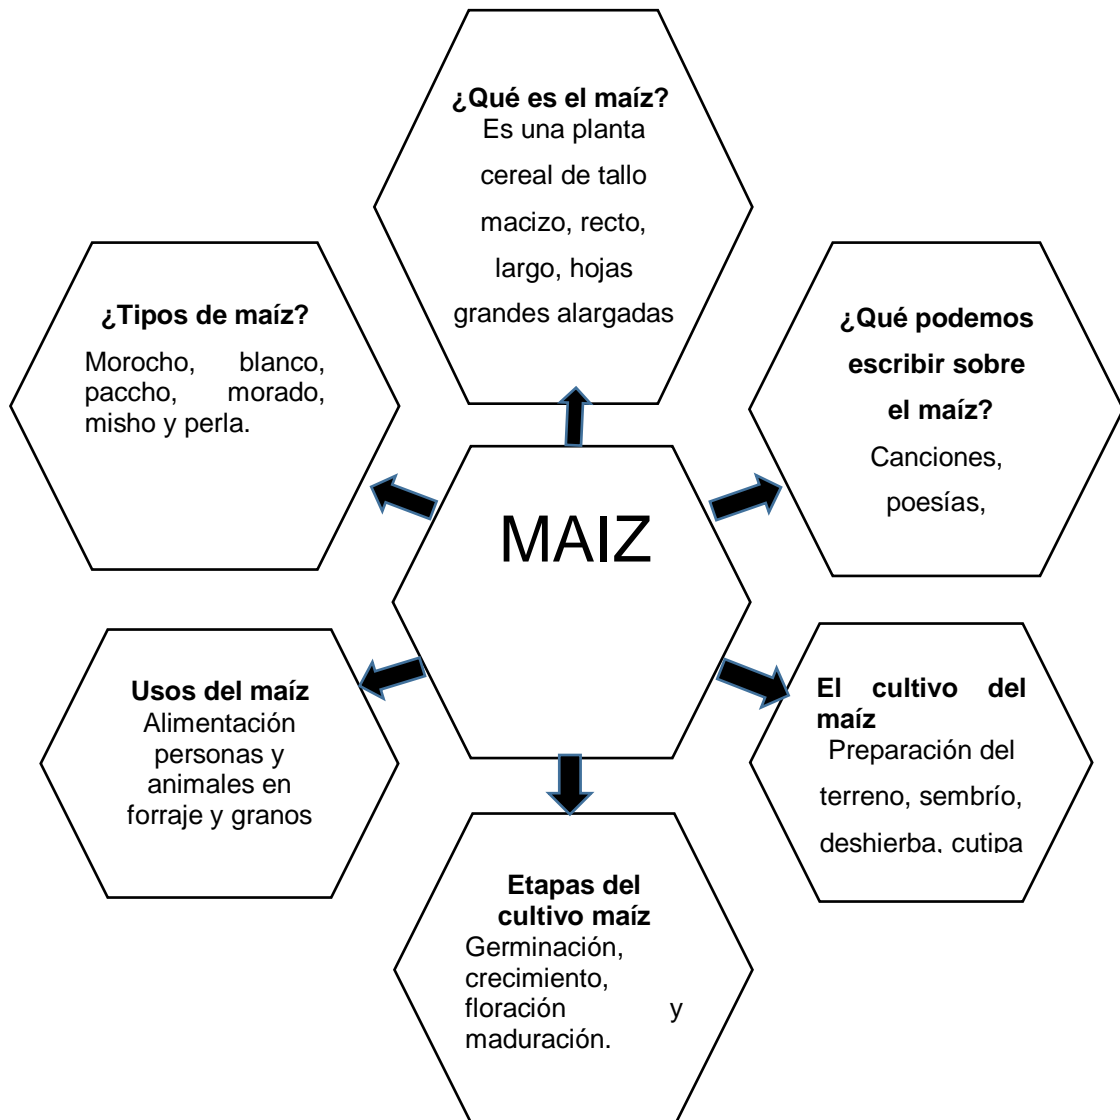 ¿Qué es el maíz?
Es una planta
cereal de tallo
macizo, recto,
largo, hojas
grandes alargadas
¿Tipos de maíz?
Morocho, blanco,
paccho, morado,
misho y perla.
¿Qué podemos
escribir sobre
el maíz?
Canciones,
poesías,
MAIZ
Usos del maíz
Alimentación
personas y
animales en
forraje y granos
El cultivo del
maíz
Preparación del
terreno, sembrío,
deshierba, cutipa
Etapas del
cultivo maíz
Germinación,
crecimiento,
floración y
maduración.